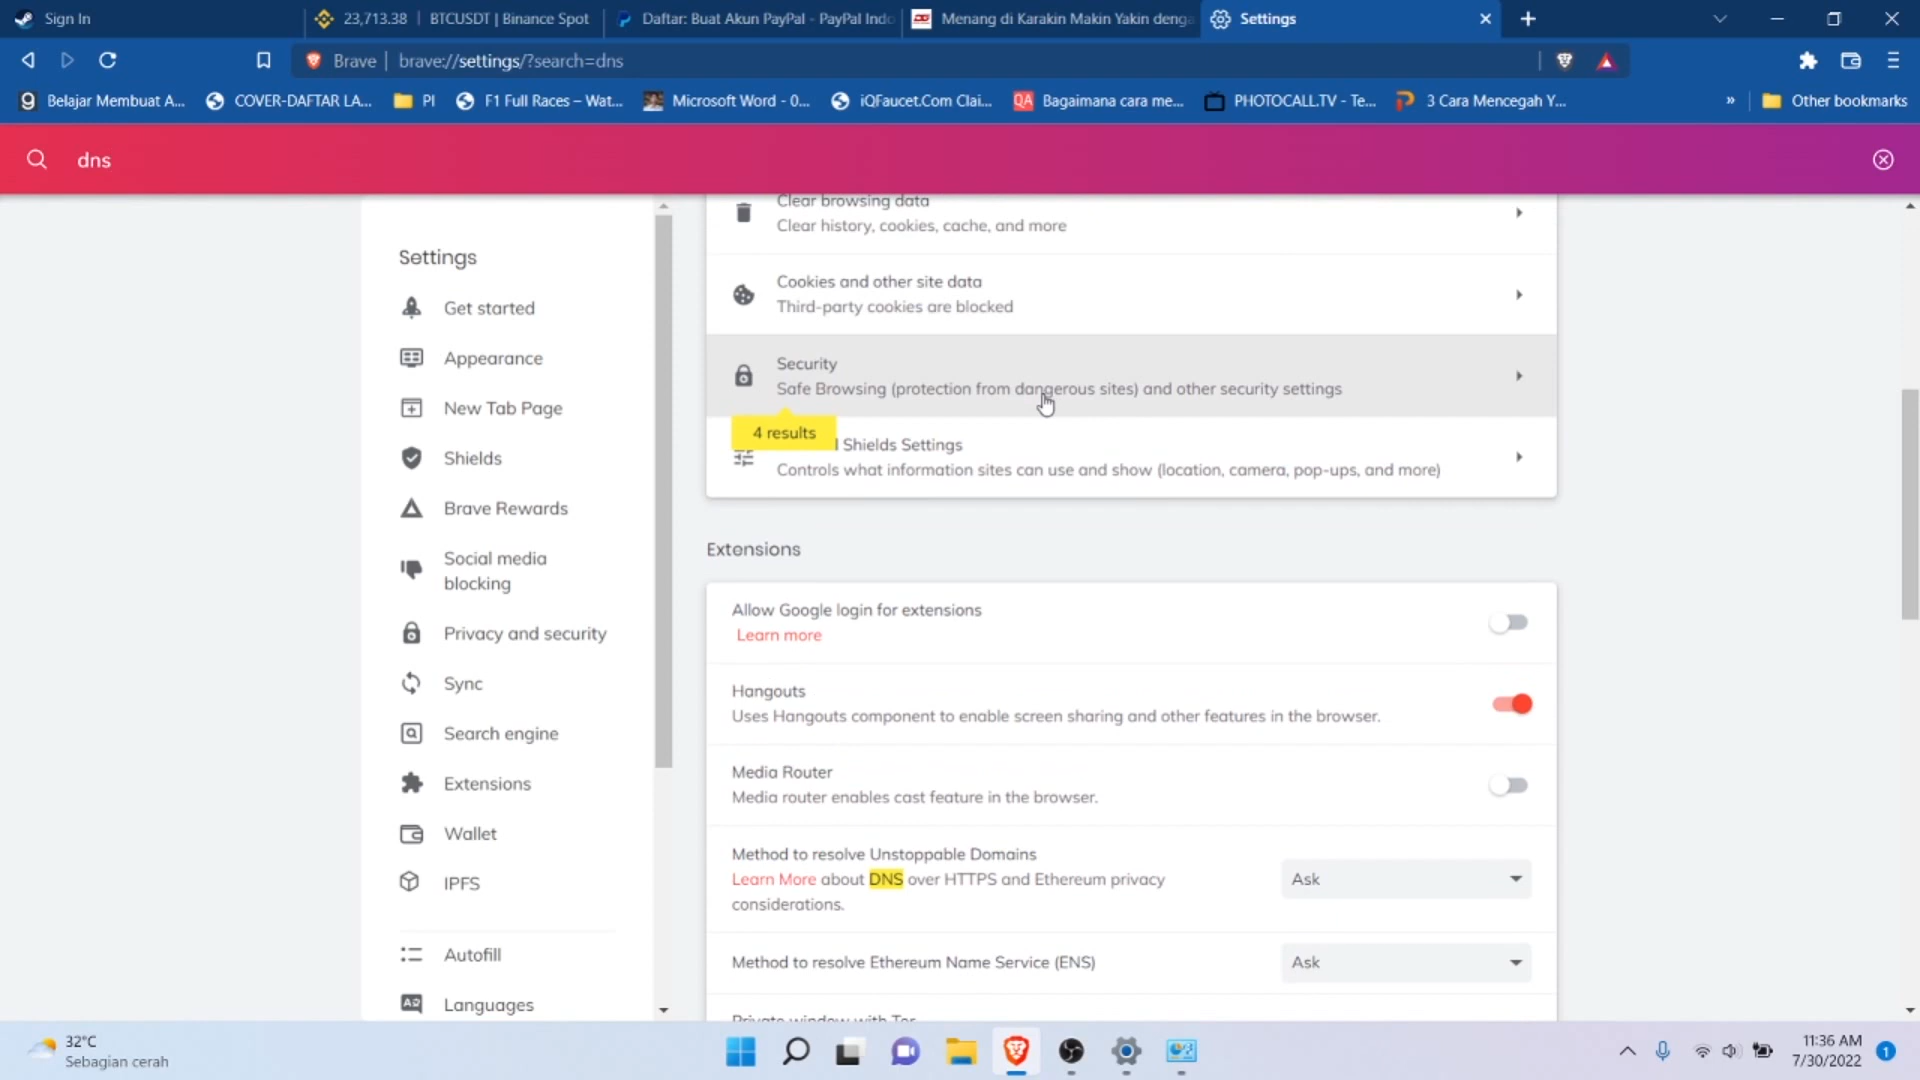 Sign In
23,713.38 | BTCUSDT | Binance Spot
Daftar: Buat Akun PayPal - PayPal Indo
Menang di Karakin Makin Yakin denga
Settings
Brave
brave://settings/?search=dns
Belajar Membuat A...
COVER-DAFTAR LA...
PI
F1 Full Races – Wat...
Microsoft Word - 0...
iQFaucet.Com Clai...
QA
Bagaimana cara me...
PHOTOCALL.TV - Te...
3 Cara Mencegah Y...
»
Other bookmarks
dns
Settings
Get started
Appearance
New Tab Page
Shields
Brave Rewards
Social media
blocking
Privacy and security
Sync
Search engine
Extensions
Wallet
IPFS
Autofill
Languages
Clear browsing data
Clear history, cookies, cache, and more
Cookies and other site data
Third-party cookies are blocked
Security
Safe Browsing (protection from dangerous sites) and other security settings
4 results
Shields Settings
Controls what information sites can use and show (location, camera, pop-ups, and more)
Extensions
Allow Google login for extensions
Learn more
Hangouts
Uses Hangouts component to enable screen sharing and other features in the browser.
Media Router
Media router enables cast feature in the browser.
Method to resolve Unstoppable Domains
Learn More about DNS over HTTPS and Ethereum privacy
considerations.
Ask
Method to resolve Ethereum Name Service (ENS)
Ask
Private window with Tor
32°C
Sebagian cerah
11:36 AM
7/30/2022
1